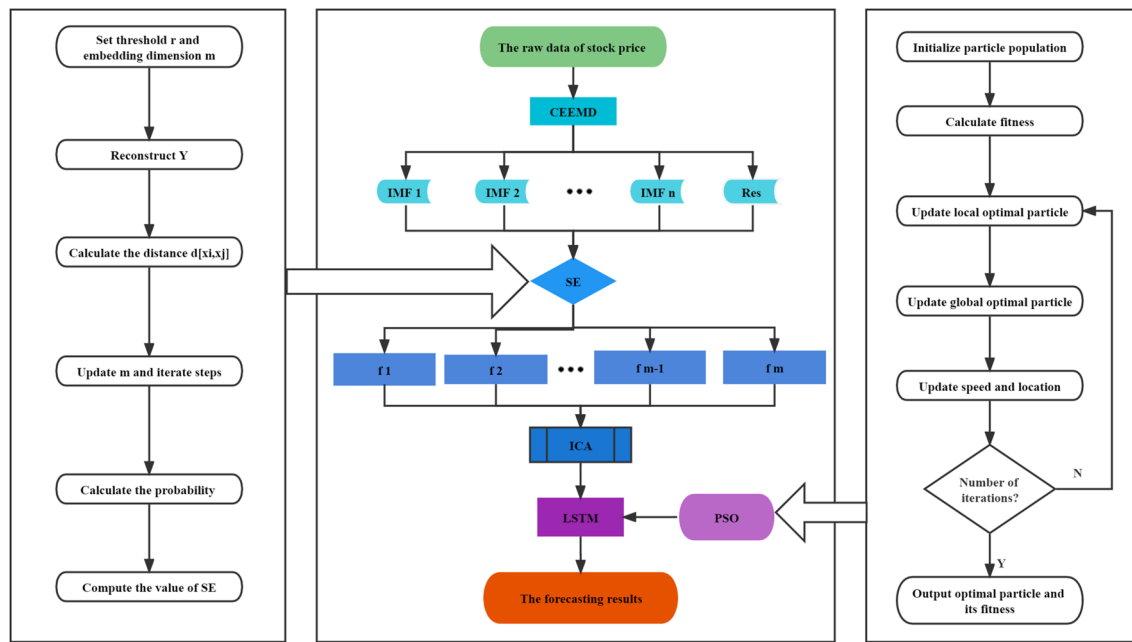 Set threshold r and
embedding dimension m
Reconstruct Y
Calculate the distance d[xi,xj]
Update m and iterate steps
Calculate the probability
Compute the value of SE
The raw data of stock price
CEEMD
IMF 1
IMF 2
•••
IMF n
Res
SE
f 1
f 2
•••
f m-1
f m
ICA
LSTM
PSO
The forecasting results
Initialize particle population
Calculate fitness
Update local optimal particle
Update global optimal particle
Update speed and location
Number of
iterations?
N
Y
Output optimal particle and
its fitness